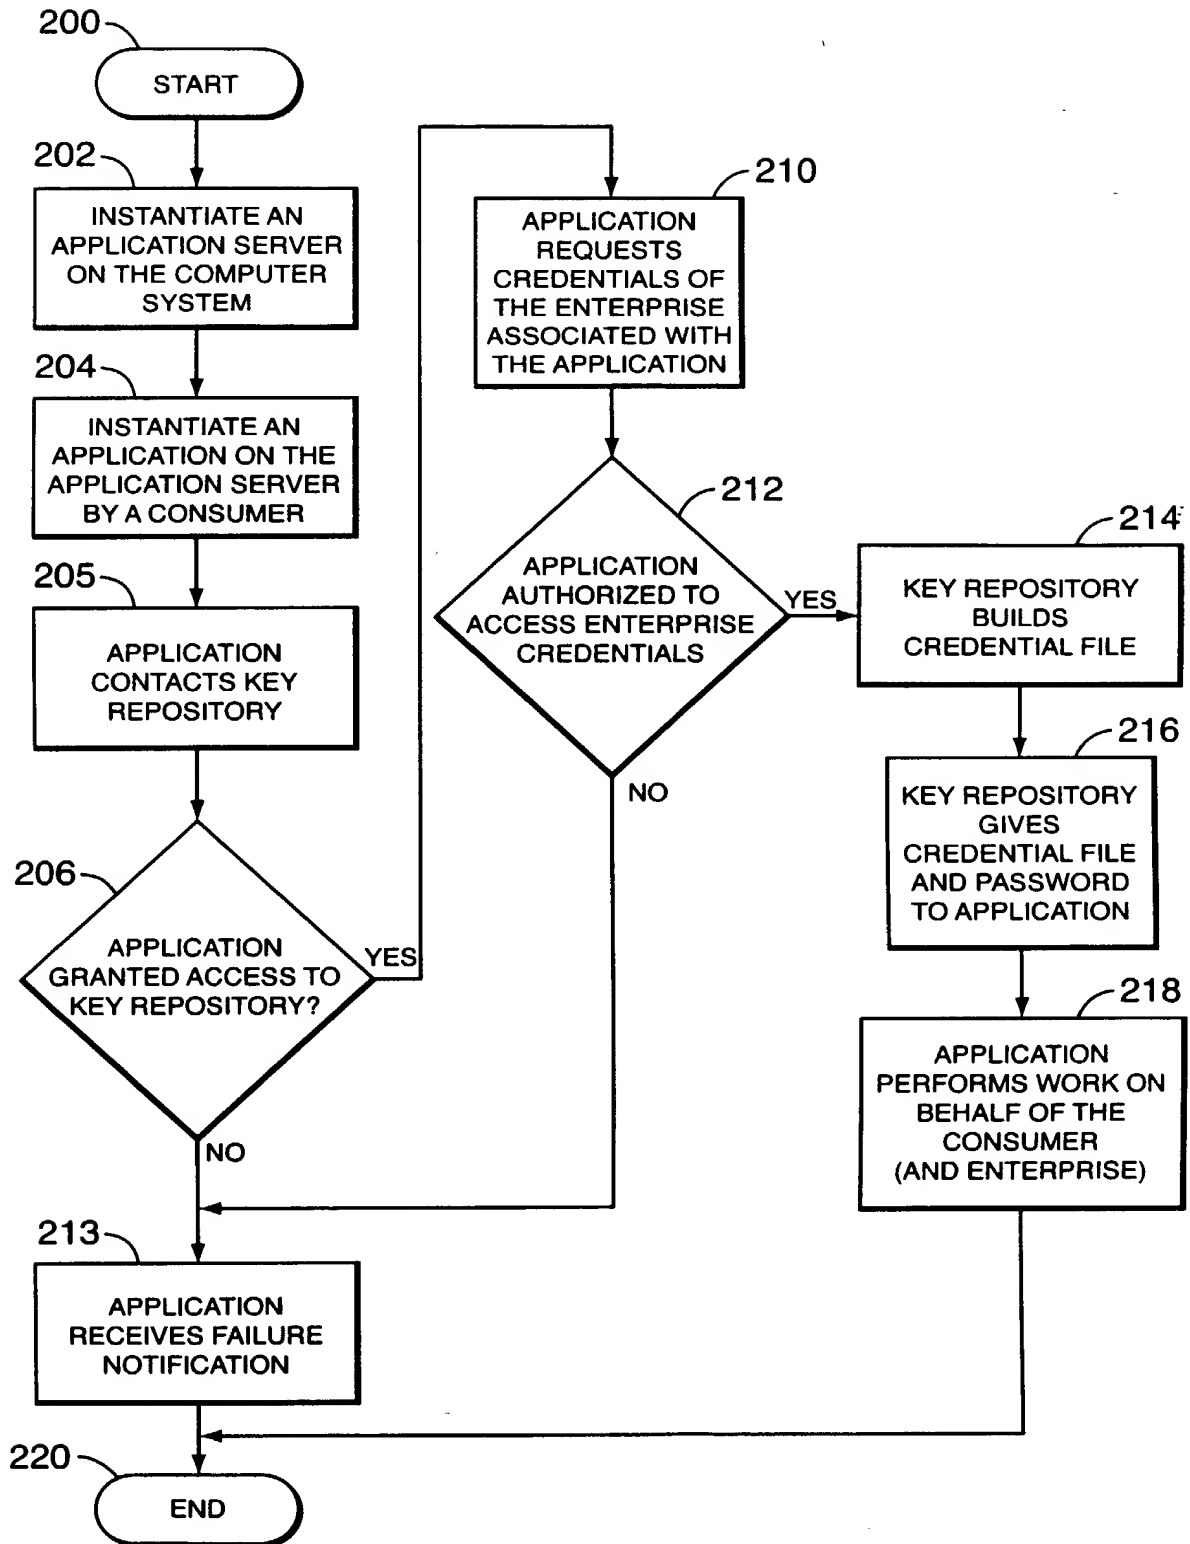 200
START
202
INSTANTIATE AN
APPLICATION SERVER
ON THE COMPUTER
SYSTEM
204
INSTANTIATE AN
APPLICATION ON THE
APPLICATION SERVER
BY A CONSUMER
205
APPLICATION
CONTACTS KEY
REPOSITORY
206
APPLICATION
GRANTED ACCESS TO
KEY REPOSITORY?
YES
NO
210
APPLICATION
REQUESTS
CREDENTIALS OF
THE ENTERPRISE
ASSOCIATED WITH
THE APPLICATION
212
APPLICATION
AUTHORIZED TO
ACCESS ENTERPRISE
CREDENTIALS
YES
NO
214
KEY REPOSITORY
BUILDS
CREDENTIAL FILE
216
KEY REPOSITORY
GIVES
CREDENTIAL FILE
AND PASSWORD
TO APPLICATION
218
APPLICATION
PERFORMS WORK ON
BEHALF OF THE
CONSUMER
(AND ENTERPRISE)
213
APPLICATION
RECEIVES FAILURE
NOTIFICATION
220
END